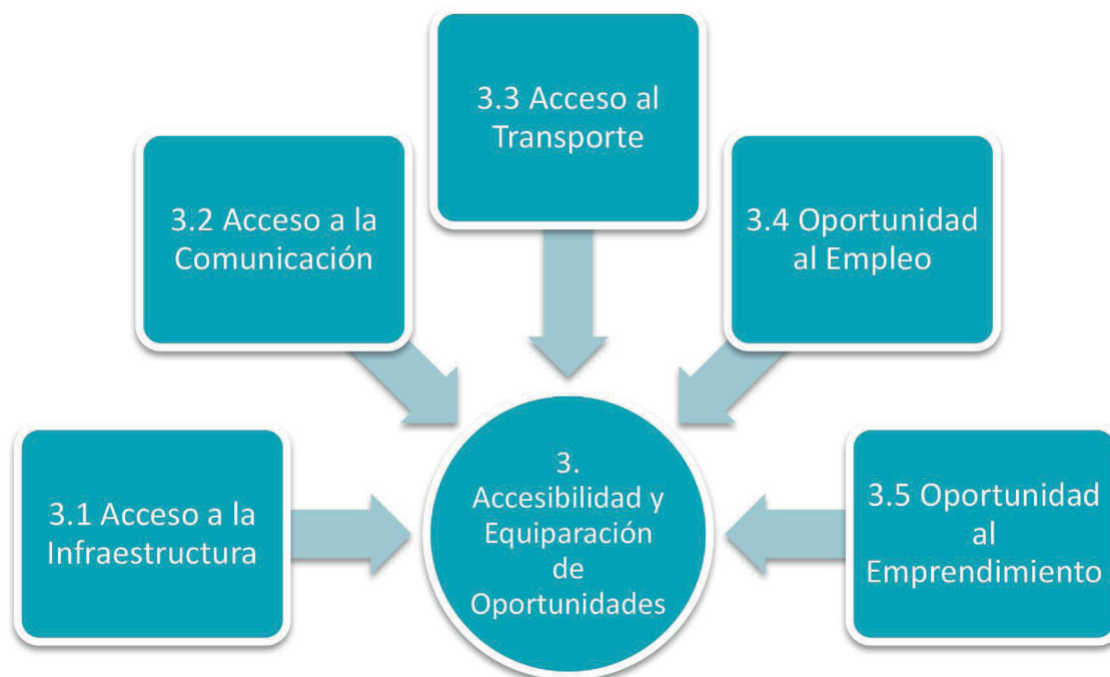 3.3 Acceso al
Transporte
3.2 Acceso a la
Comunicación
3.4 Oportunidad
al Empleo
3.1 Acceso a la
Infraestructura
3.
Accesibilidad y
Equiparación
de
Oportunidades
3.5 Oportunidad
al
Emprendimiento